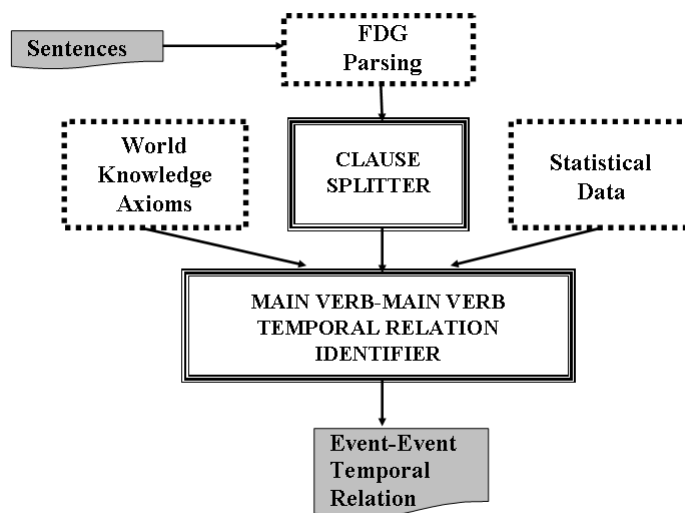 Sentences
FDG
Parsing
World
Knowledge
Axioms
CLAUSE
SPLITTER
Statistical
Data
MAIN VERB-MAIN VERB
TEMPORAL RELATION
IDENTIFIER
Event-Event
Temporal
Relation